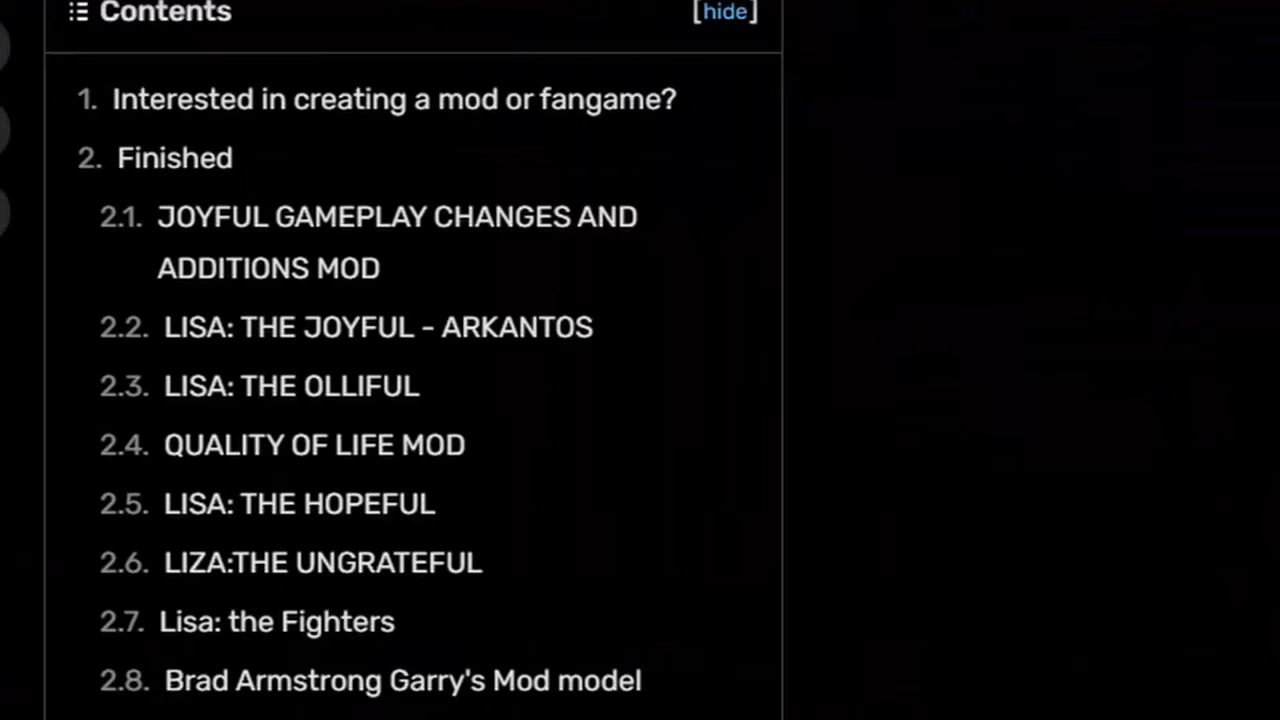 Contents [hide]
1. Interested in creating a mod or fangame?
2. Finished
2.1. JOYFUL GAMEPLAY CHANGES AND
ADDITIONS MOD
2.2. LISA: THE JOYFUL - ARKANTOS
2.3. LISA: THE OLLIFUL
2.4. QUALITY OF LIFE MOD
2.5. LISA: THE HOPEFUL
2.6. LIZA:THE UNGRATEFUL
2.7. Lisa: the Fighters
2.8. Brad Armstrong Garry's Mod model